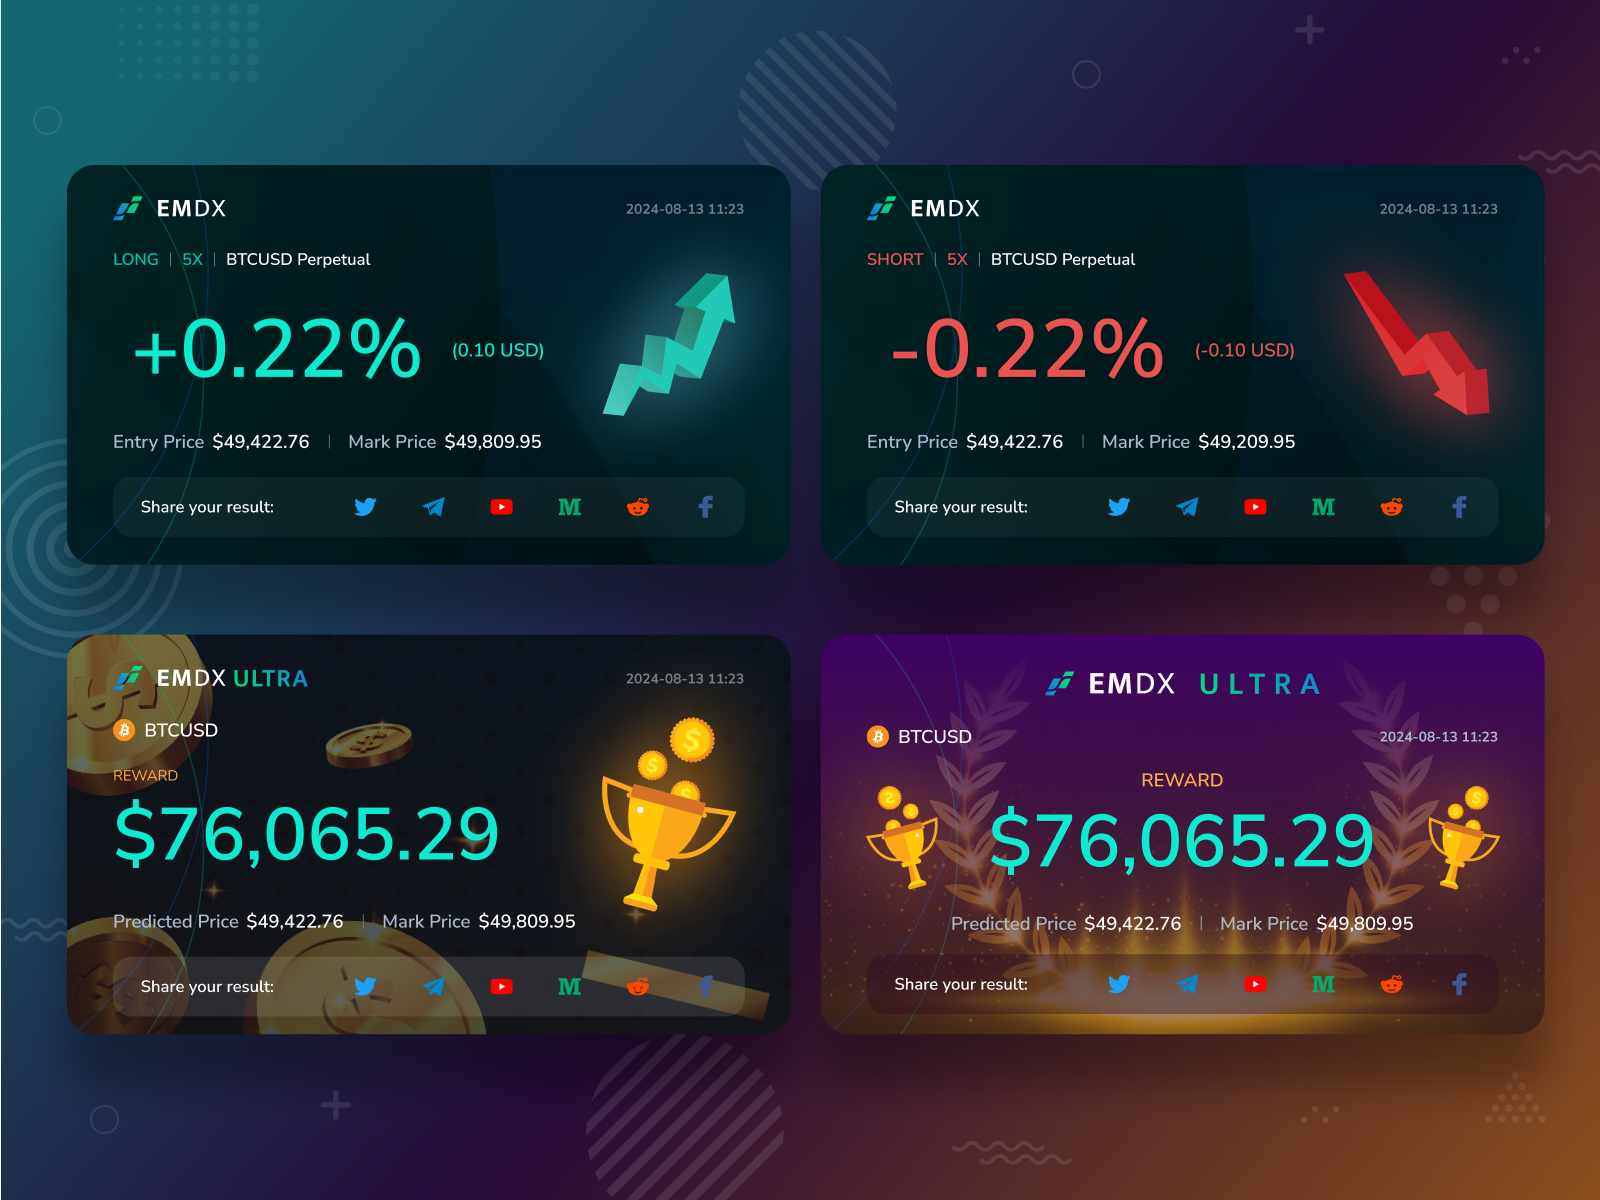 EMDX
2024-08-13 11:23
LONG | 5X | BTCUSD Perpetual
+0.22% (0.10 USD)
Entry Price $49,422.76 | Mark Price $49,809.95
Share your result:
EMDX
2024-08-13 11:23
SHORT | 5X | BTCUSD Perpetual
-0.22% (-0.10 USD)
Entry Price $49,422.76 | Mark Price $49,209.95
Share your result:
EMDX ULTRA
2024-08-13 11:23
BTCUSD
REWARD
$76,065.29
Predicted Price $49,422.76 | Mark Price $49,809.95
Share your result:
EMDX ULTRA
BTCUSD
2024-08-13 11:23
REWARD
$76,065.29
Predicted Price $49,422.76 | Mark Price $49,809.95
Share your result: